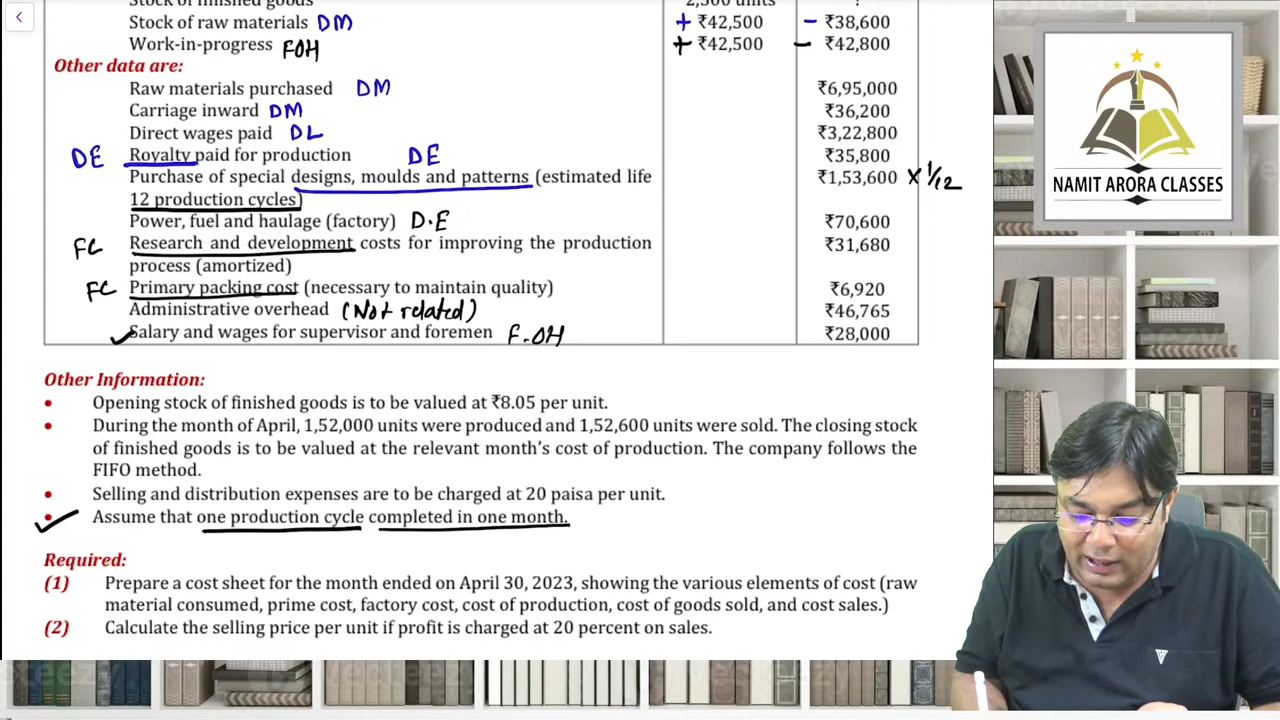 Stock of finished goods 2,500 units ?
Stock of raw materials DM + ₹42,500 - ₹38,600
Work-in-progress FOH + ₹42,500 - ₹42,800
Other data are:
Raw materials purchased DM ₹6,95,000
Carriage inward DM ₹36,200
Direct wages paid DL ₹3,22,800
DE Royalty paid for production DE ₹35,800
Purchase of special designs, moulds and patterns (estimated life ₹1,53,600 x 1/12
12 production cycles)
Power, fuel and haulage (factory) D.E ₹70,600
FC Research and development costs for improving the production ₹31,680
process (amortized)
FC Primary packing cost (necessary to maintain quality) ₹6,920
Administrative overhead (Not related) ₹46,765
Salary and wages for supervisor and foremen F.OH ₹28,000
Other Information:
• Opening stock of finished goods is to be valued at ₹8.05 per unit.
• During the month of April, 1,52,000 units were produced and 1,52,600 units were sold. The closing stock
of finished goods is to be valued at the relevant month's cost of production. The company follows the
FIFO method.
• Selling and distribution expenses are to be charged at 20 paisa per unit.
• Assume that one production cycle completed in one month.
Required:
(1) Prepare a cost sheet for the month ended on April 30, 2023, showing the various elements of cost (raw
material consumed, prime cost, factory cost, cost of production, cost of goods sold, and cost sales.)
(2) Calculate the selling price per unit if profit is charged at 20 percent on sales.
NAMIT ARORA CLASSES